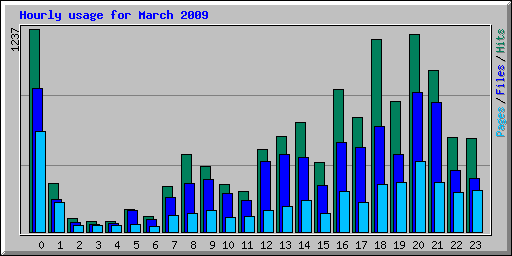 Hourly usage for March 2009
1237
Pages / Files / Hits
0 1 2 3 4 5 6 7 8 9 10 11 12 13 14 15 16 17 18 19 20 21 22 23